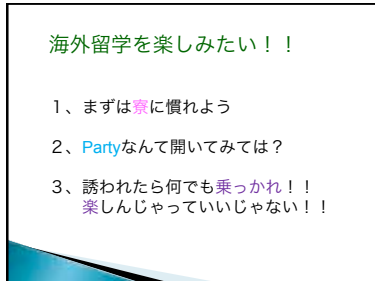 海外留学を楽しみたい！！
１、まずは寮に慣れよう
２、Partyなんて開いてみては？
３、誘われたら何でも乗っかれ！！
楽しんじゃっていいじゃない！！